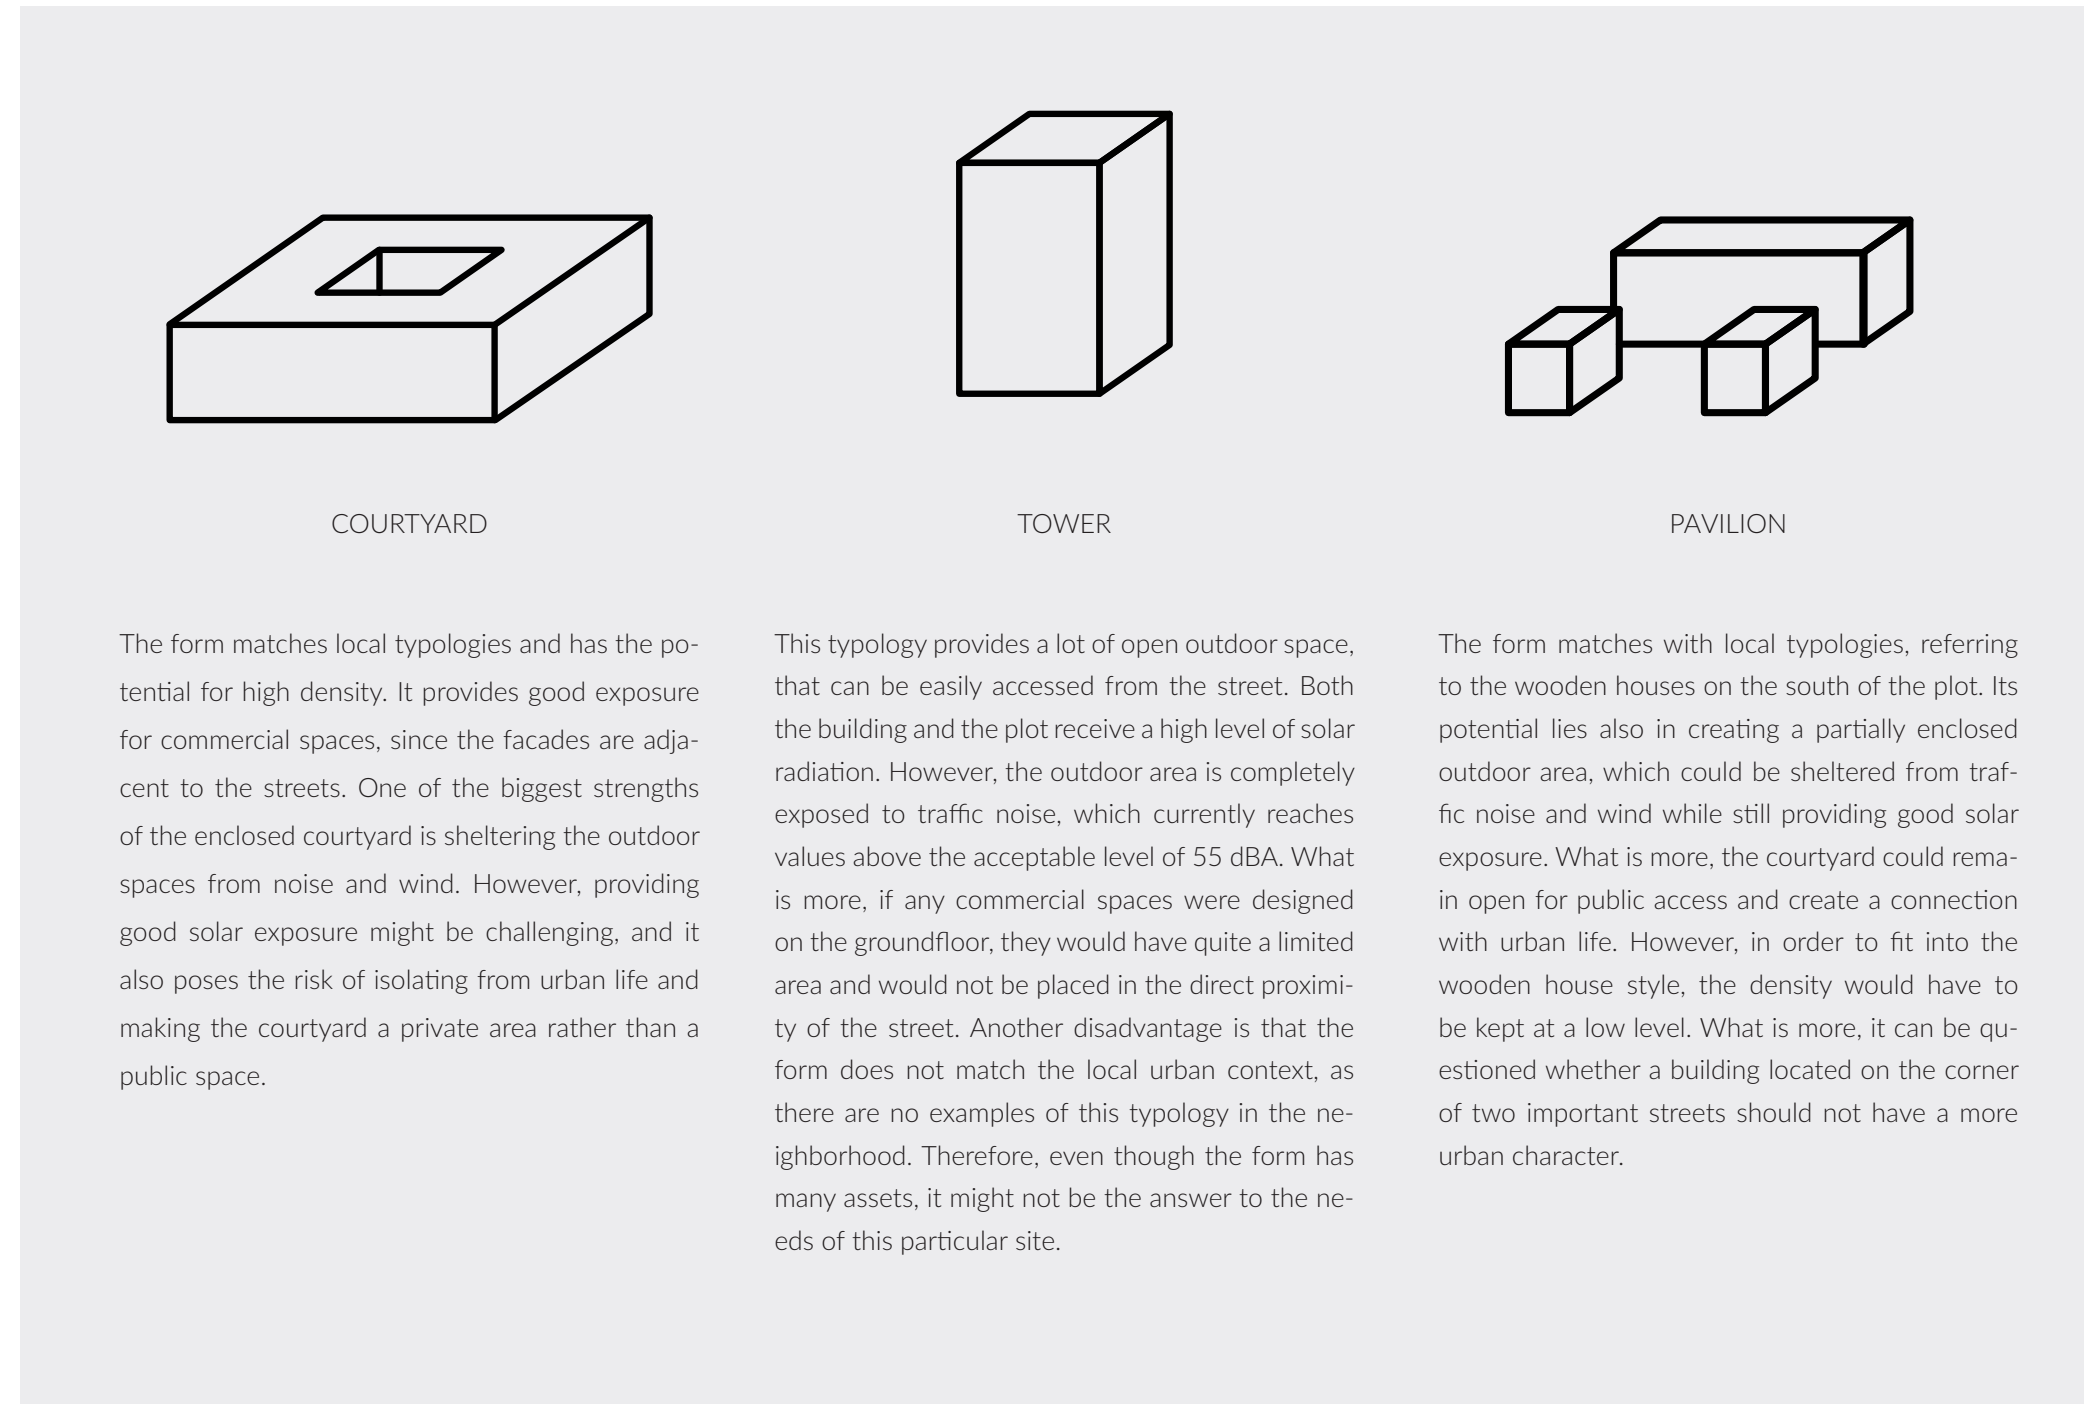 COURTYARD
The form matches local typologies and has the po-
tential for high density. It provides good exposure
for commercial spaces, since the facades are adja-
cent to the streets. One of the biggest strengths
of the enclosed courtyard is sheltering the outdoor
spaces from noise and wind. However, providing
good solar exposure might be challenging, and it
also poses the risk of isolating from urban life and
making the courtyard a private area rather than a
public space.
TOWER
This typology provides a lot of open outdoor space,
that can be easily accessed from the street. Both
the building and the plot receive a high level of solar
radiation. However, the outdoor area is completely
exposed to traffic noise, which currently reaches
values above the acceptable level of 55 dBA. What
is more, if any commercial spaces were designed
on the groundfloor, they would have quite a limited
area and would not be placed in the direct proximi-
ty of the street. Another disadvantage is that the
form does not match the local urban context, as
there are no examples of this typology in the ne-
ighborhood. Therefore, even though the form has
many assets, it might not be the answer to the ne-
eds of this particular site.
PAVILION
The form matches with local typologies, referring
to the wooden houses on the south of the plot. Its
potential lies also in creating a partially enclosed
outdoor area, which could be sheltered from traf-
fic noise and wind while still providing good solar
exposure. What is more, the courtyard could rema-
in open for public access and create a connection
with urban life. However, in order to fit into the
wooden house style, the density would have to
be kept at a low level. What is more, it can be qu-
estioned whether a building located on the corner
of two important streets should not have a more
urban character.